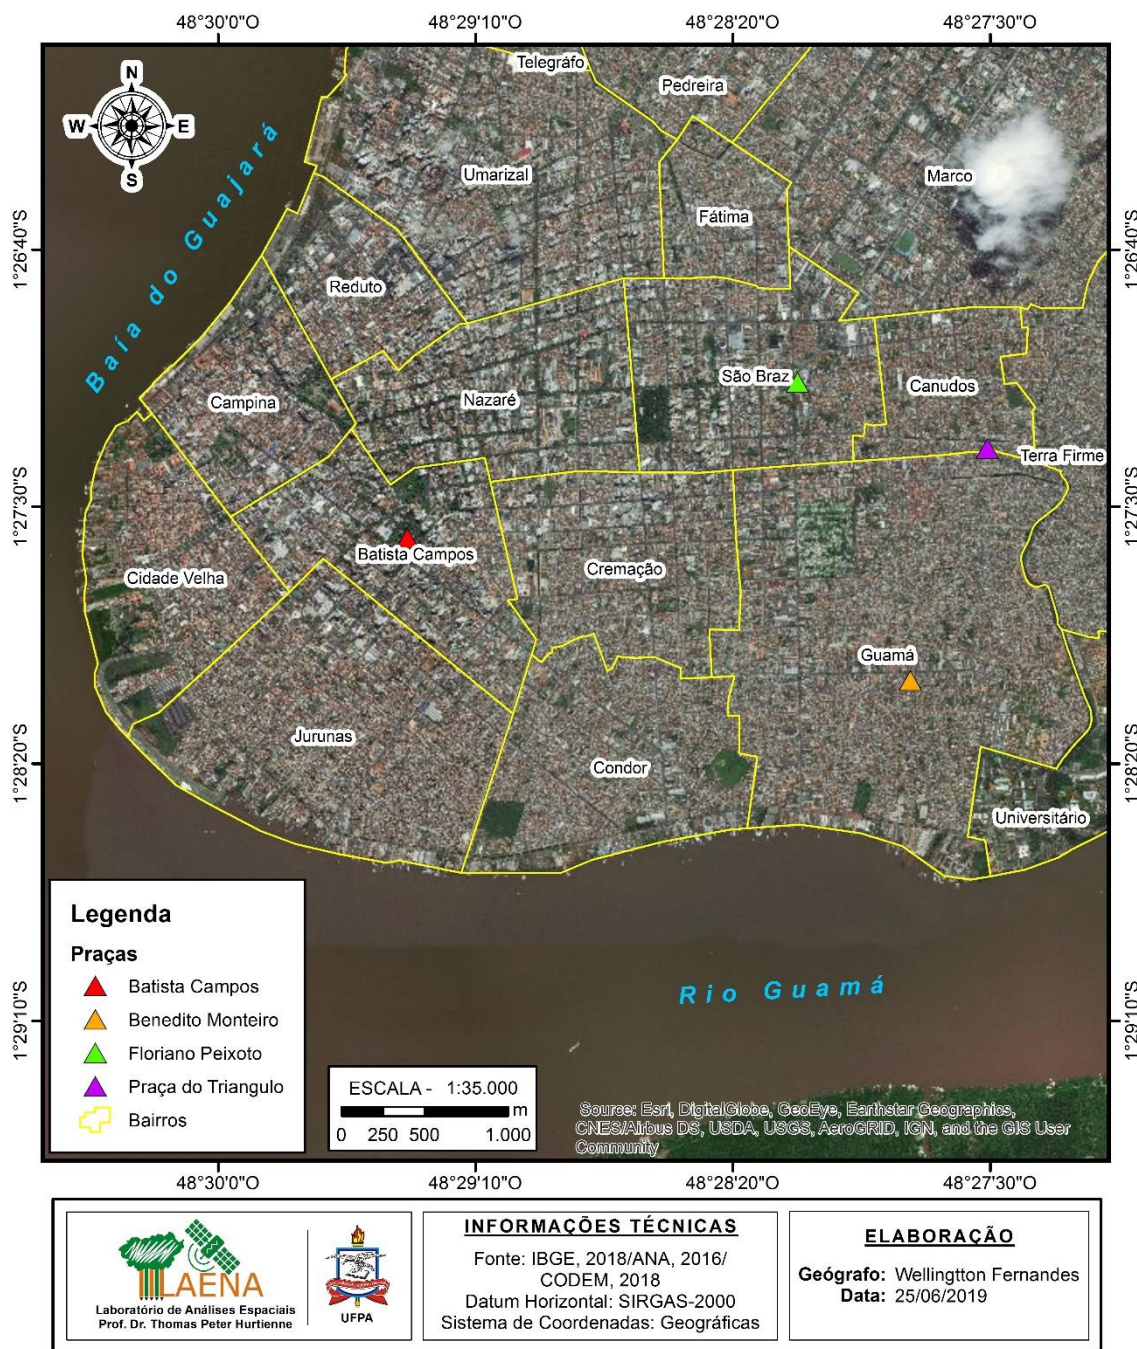 48°30'0"O 48°29'10"O 48°28'20"O 48°27'30"O
N
W E
S
Telegráfo
Pedreira
Umarizal
Marco
Fátima
Baía do Guajará
1°26'40"S
1°26'40"S
Reduto
São Braz
Canudos
Campina
Nazaré
Terra Firme
1°27'30"S
1°27'30"S
Batista Campos
Cremação
Cidade Velha
Guamá
Jurunas
Condor
1°28'20"S
1°28'20"S
Universitário
Legenda
Praças
Batista Campos
Benedito Monteiro
Floriano Peixoto
Praça do Triangulo
Bairros
Rio Guamá
1°29'10"S
1°29'10"S
ESCALA - 1:35.000
m
0 250 500 1.000
Source: Esri, DigitalGlobe, GeoEye, Earthstar Geographics,
CNES/Airbus DS, USDA, USGS, AeroGRID, IGN, and the GIS User
Community
48°30'0"O 48°29'10"O 48°28'20"O 48°27'30"O
LAENA
Laboratório de Análises Espaciais
Prof. Dr. Thomas Peter Hurtienne
UFPA
INFORMAÇÕES TÉCNICAS
Fonte: IBGE, 2018/ANA, 2016/
CODEM, 2018
Datum Horizontal: SIRGAS-2000
Sistema de Coordenadas: Geográficas
ELABORAÇÃO
Geógrafo: Wellingtton Fernandes
Data: 25/06/2019